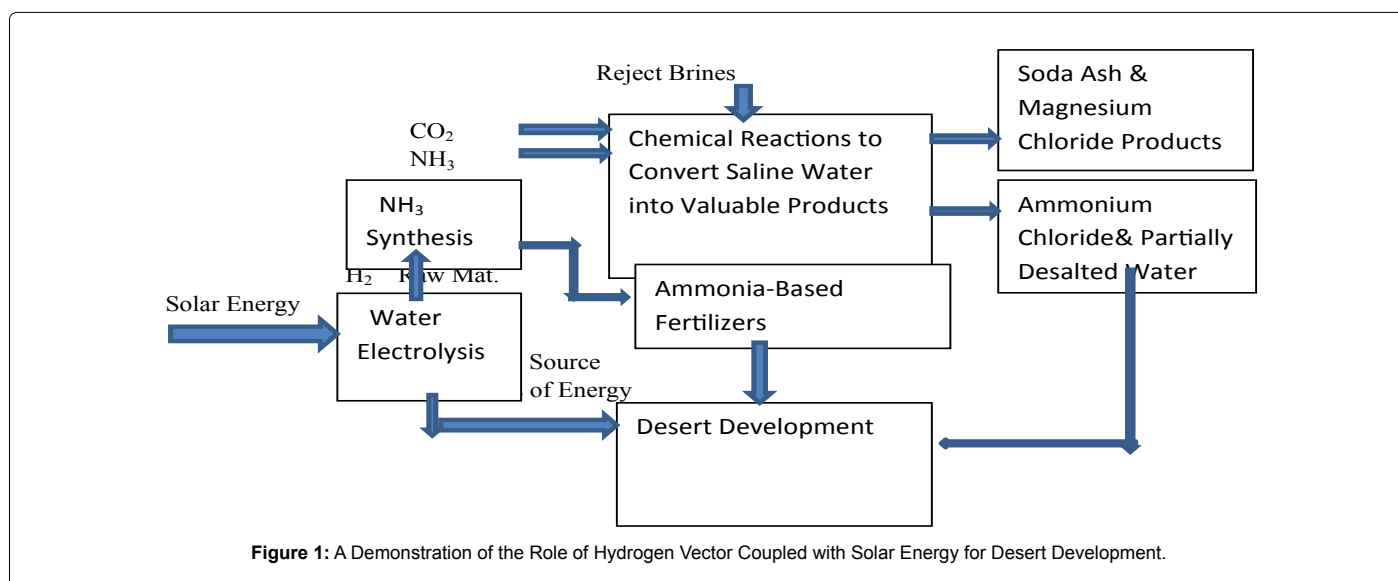 Reject Brines
Soda Ash &
Magnesium
Chloride Products
CO₂
NH₃
Chemical Reactions to
Convert Saline Water
into Valuable Products
NH₃
Synthesis
Ammonium
Chloride& Partially
Desalted Water
H₂ Raw Mat.
Ammonia-Based
Fertilizers
Solar Energy
Water
Electrolysis
Source
of Energy
Desert Development
Figure 1: A Demonstration of the Role of Hydrogen Vector Coupled with Solar Energy for Desert Development.